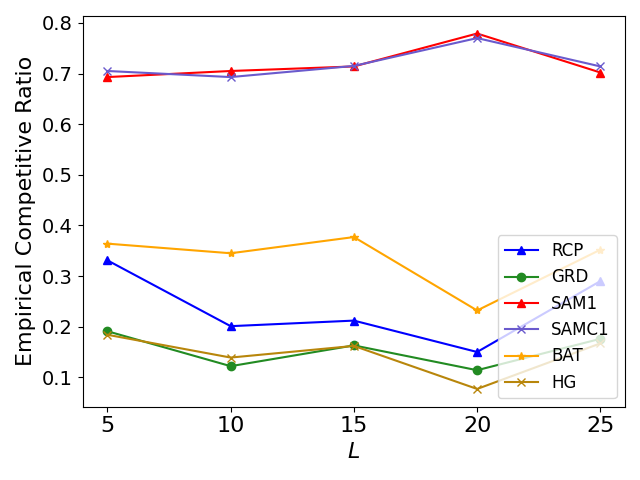 Empirical Competitive Ratio
0.8
0.7
0.6
0.5
0.4
0.3
0.2
0.1
RCP
GRD
SAM1
SAMC1
BAT
HG
5 10 15 20 25
L